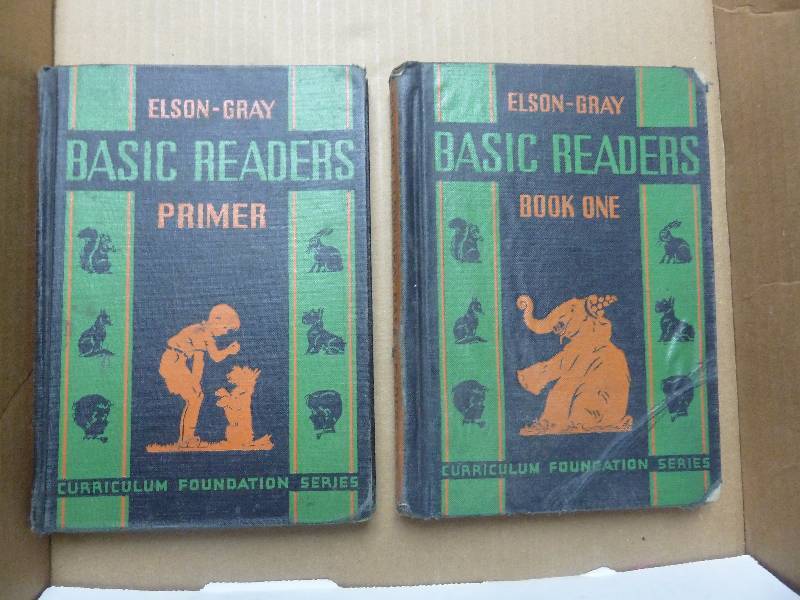 ELSON-GRAY
BASIC READERS
PRIMER
CURRICULUM FOUNDATION SERIES
ELSON-GRAY
BASIC READERS
BOOK ONE
CURRICULUM FOUNDATION SERIES